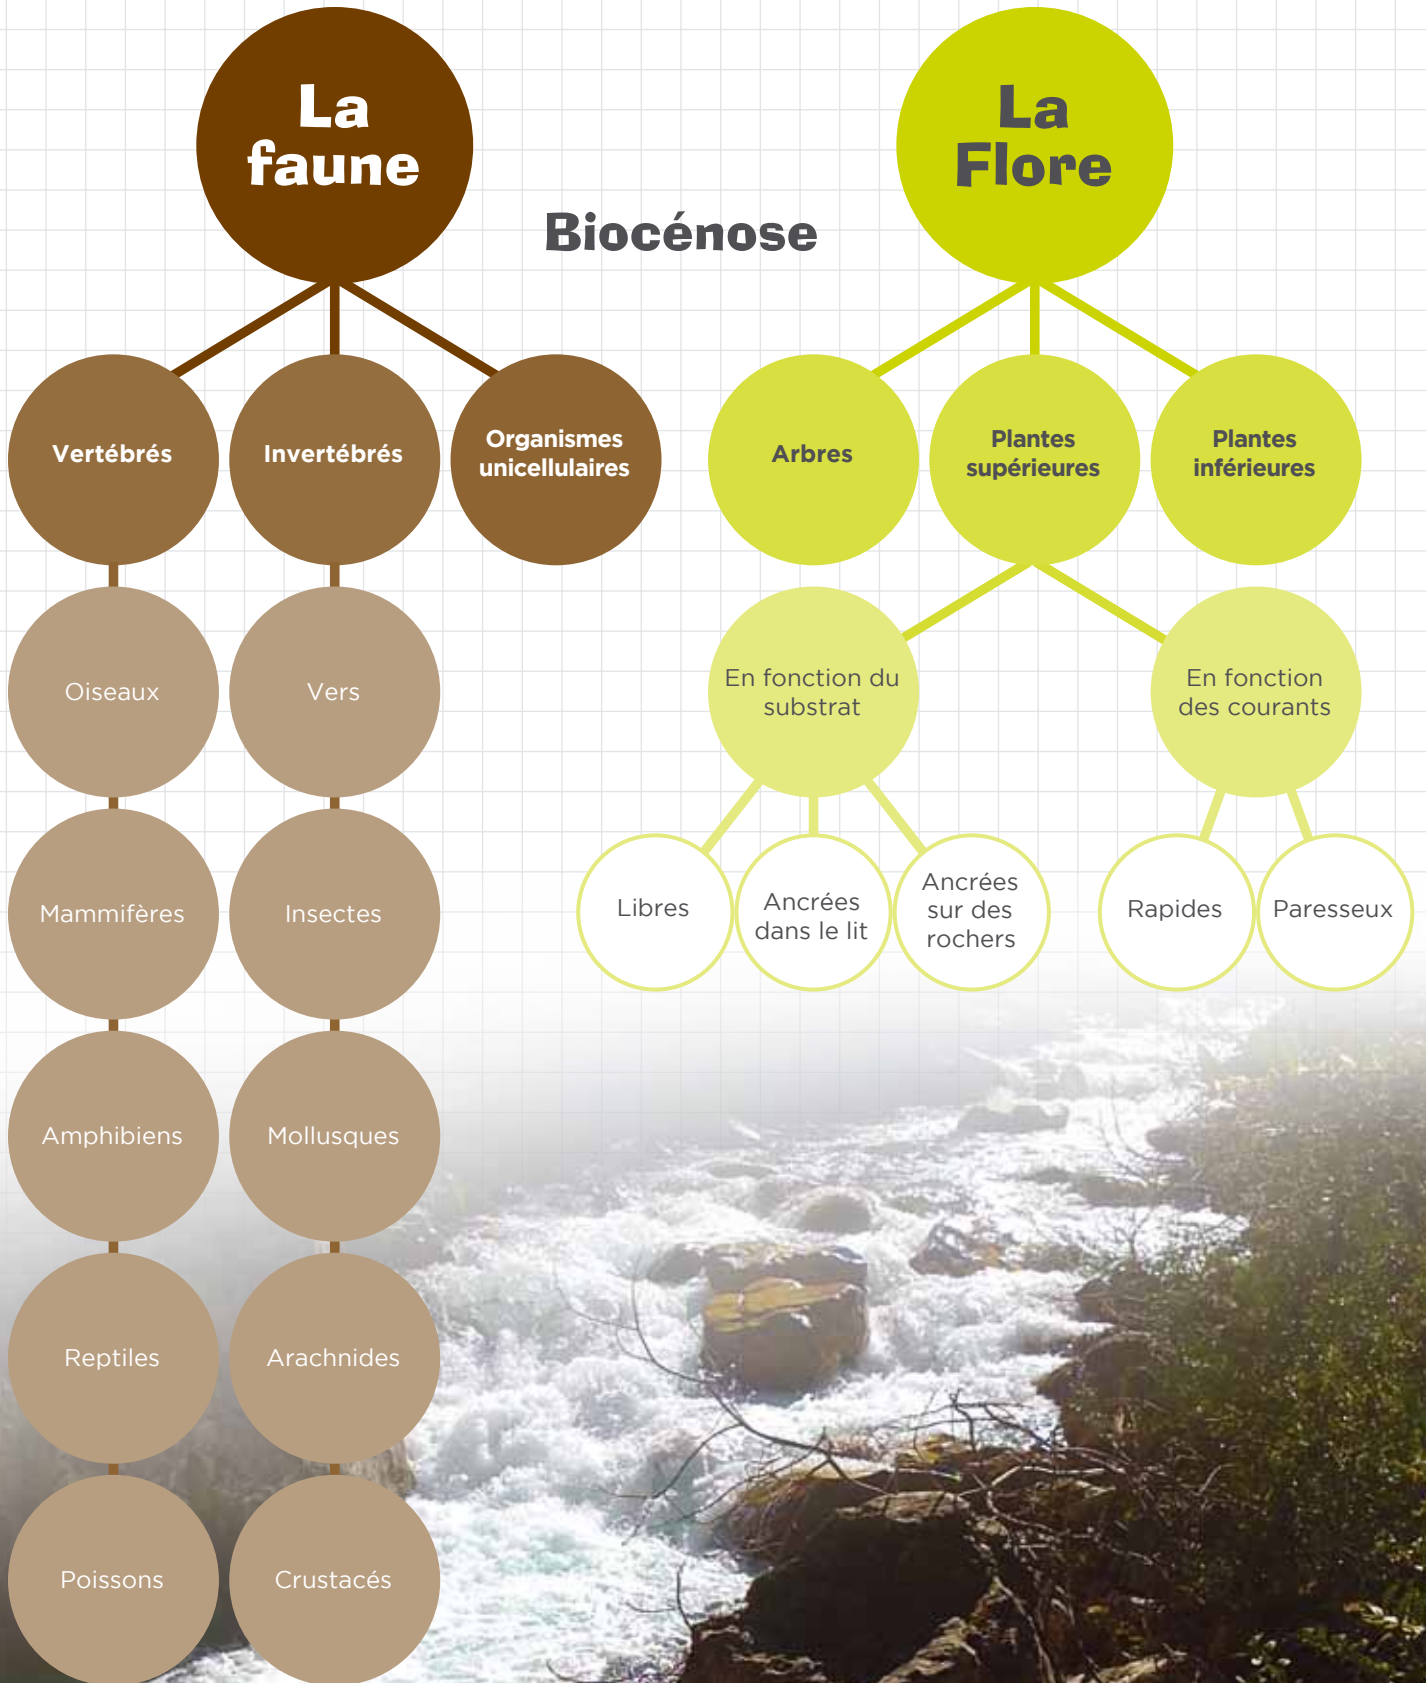 La
faune
La
Flore
Biocénose
Vertébrés
Invertébrés
Organismes
unicellulaires
Arbres
Plantes
supérieures
Plantes
inférieures
Oiseaux
Vers
En fonction du
substrat
En fonction
des courants
Mammifères
Insectes
Libres
Ancrées
dans le lit
Ancrées
sur des
rochers
Rapides
Paresseux
Amphibiens
Mollusques
Reptiles
Arachnides
Poissons
Crustacés